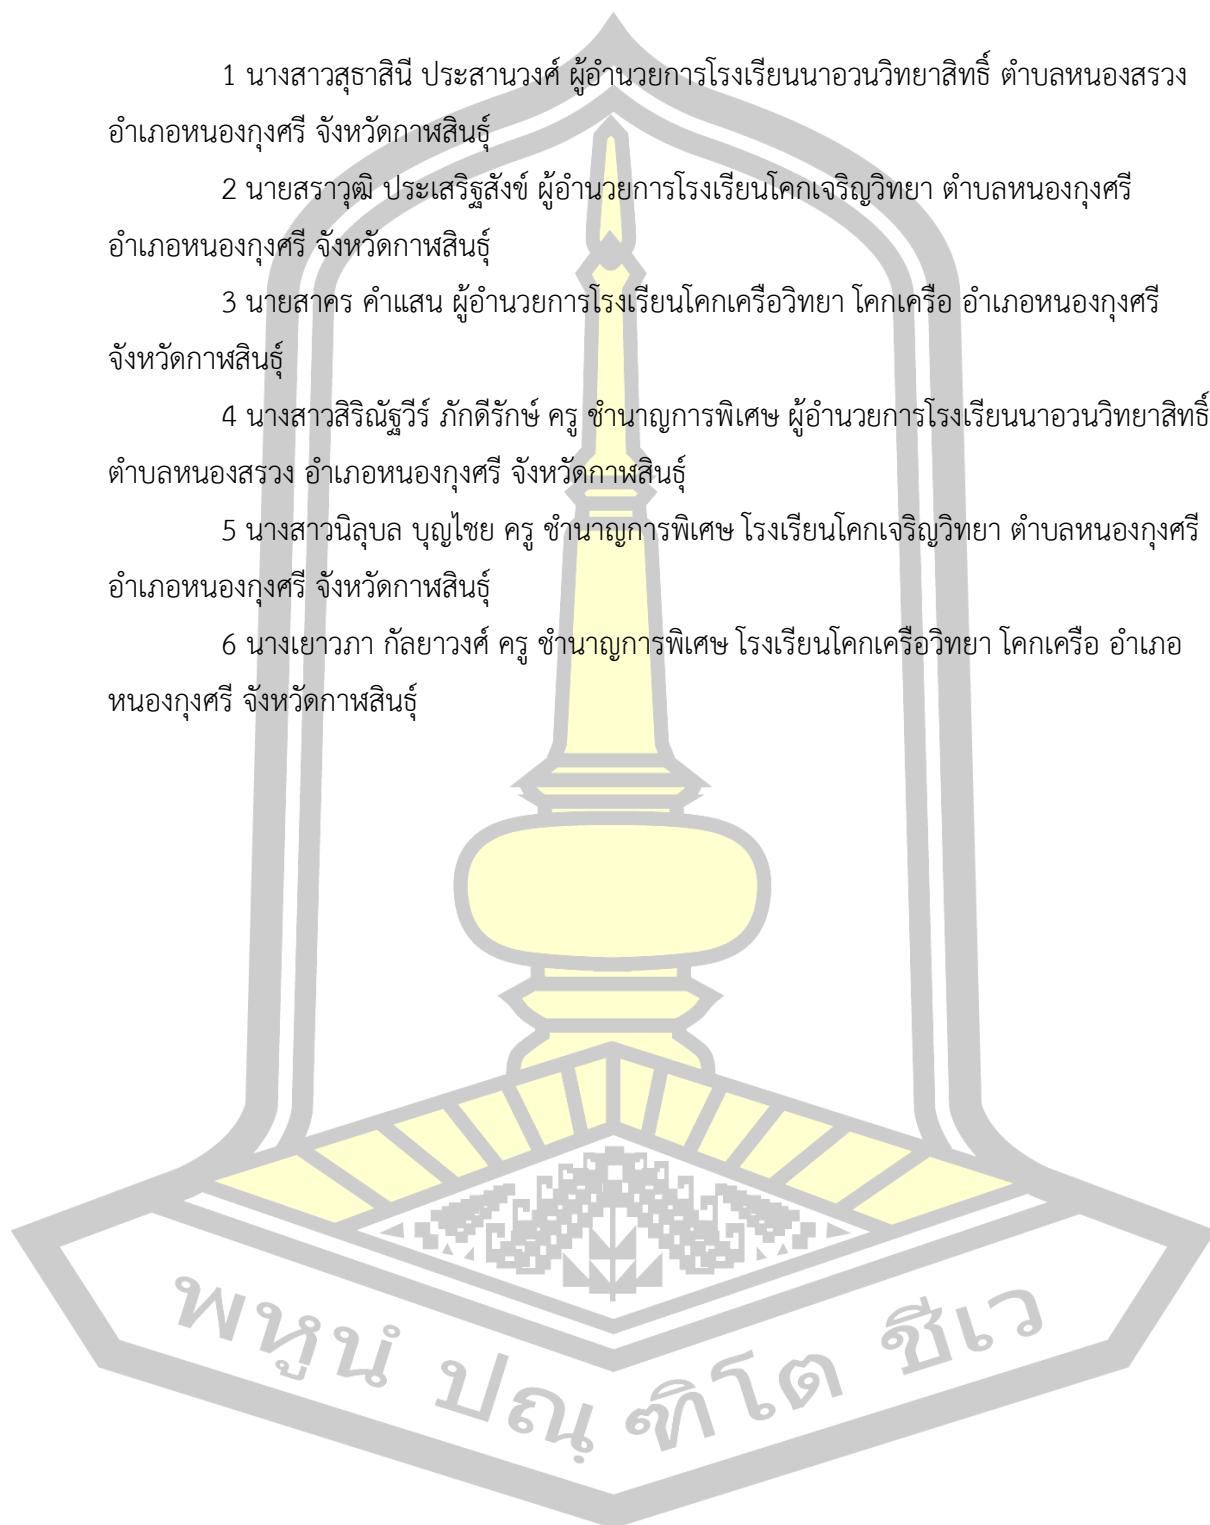 1 นางสาวสุธาสินี ประสานวงศ์ ผู้อำนวยการโรงเรียนนาอวนวิทยาสิทธิ์ ตำบลหนองสรวง
อำเภอหนองกุงศรี จังหวัดกาฬสินธุ์
2 นายสราวุฒิ ประเสริฐสังข์ ผู้อำนวยการโรงเรียนโคกเจริญวิทยา ตำบลหนองกุงศรี
อำเภอหนองกุงศรี จังหวัดกาฬสินธุ์
3 นายสาคร คำแสน ผู้อำนวยการโรงเรียนโคกเครือวิทยา โคกเครือ อำเภอหนองกุงศรี
จังหวัดกาฬสินธุ์
4 นางสาวสิริณัฐวีร์ ภักดีรักษ์ ครู ชำนาญการพิเศษ ผู้อำนวยการโรงเรียนนาอวนวิทยาสิทธิ์
ตำบลหนองสรวง อำเภอหนองกุงศรี จังหวัดกาฬสินธุ์
5 นางสาวนิลุบล บุญไชย ครู ชำนาญการพิเศษ โรงเรียนโคกเจริญวิทยา ตำบลหนองกุงศรี
อำเภอหนองกุงศรี จังหวัดกาฬสินธุ์
6 นางเยาวภา กัลยาวงศ์ ครู ชำนาญการพิเศษ โรงเรียนโคกเครือวิทยา โคกเครือ อำเภอ
หนองกุงศรี จังหวัดกาฬสินธุ์
พหูนํ ปณฺ ฑิโต ชีเว